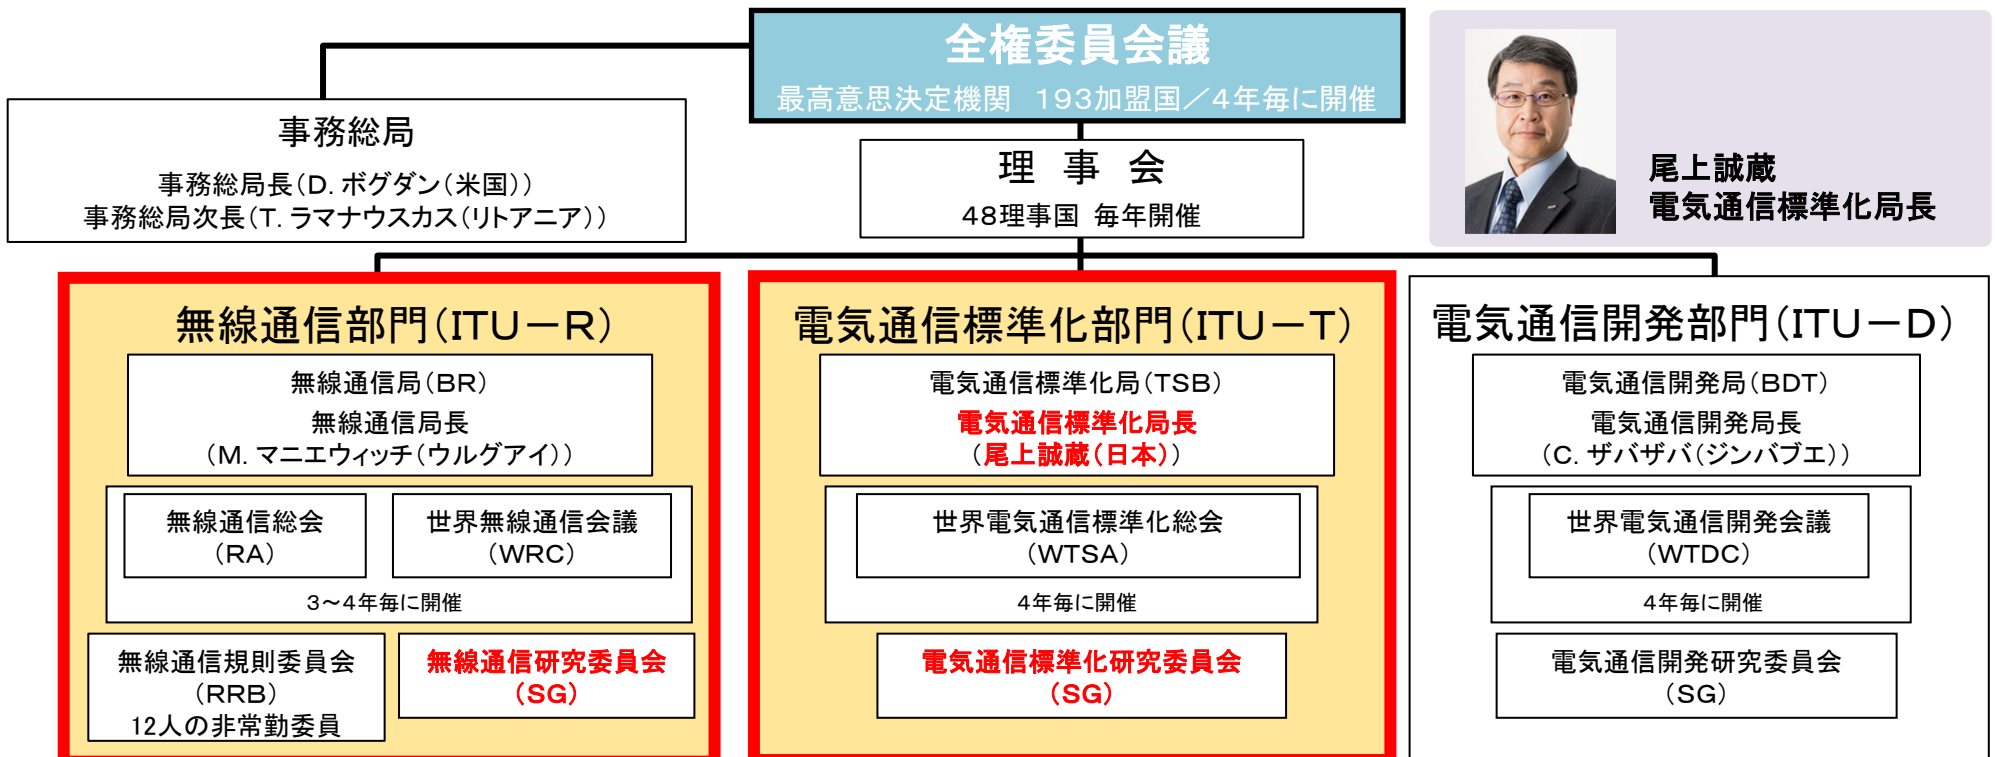 全権委員会議
最高意思決定機関 193加盟国/4年毎に開催
尾上誠蔵
電気通信標準化局長
事務総局
事務総局長(D. ボグダン(米国))
事務総局次長(T. ラマナウスカス(リトアニア))
理 事 会
48理事国 毎年開催
無線通信部門(ITU-R)
無線通信局(BR)
無線通信局長
(M. マニエウィッチ(ウルグアイ))
無線通信総会
(RA)
世界無線通信会議
(WRC)
3~4年毎に開催
無線通信規則委員会
(RRB)
12人の非常勤委員
無線通信研究委員会
(SG)
電気通信標準化部門(ITU-T)
電気通信標準化局(TSB)
電気通信標準化局長
(尾上誠蔵(日本))
世界電気通信標準化総会
(WTSA)
4年毎に開催
電気通信標準化研究委員会
(SG)
電気通信開発部門(ITU-D)
電気通信開発局(BDT)
電気通信開発局長
(C. ザバザバ(ジンバブエ))
世界電気通信開発会議
(WTDC)
4年毎に開催
電気通信開発研究委員会
(SG)